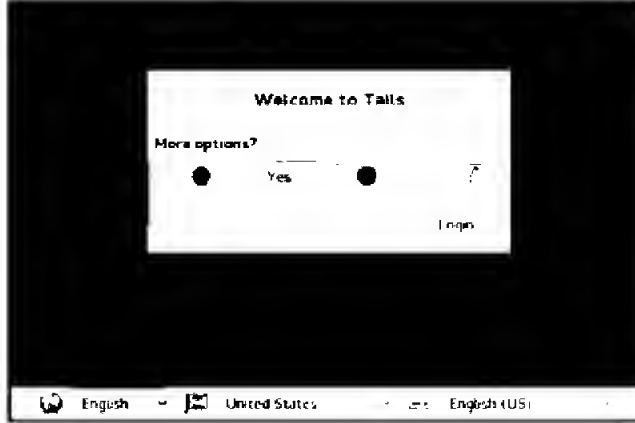 Welcome to Tails
More options?
Yes
Login
English United States English (US)